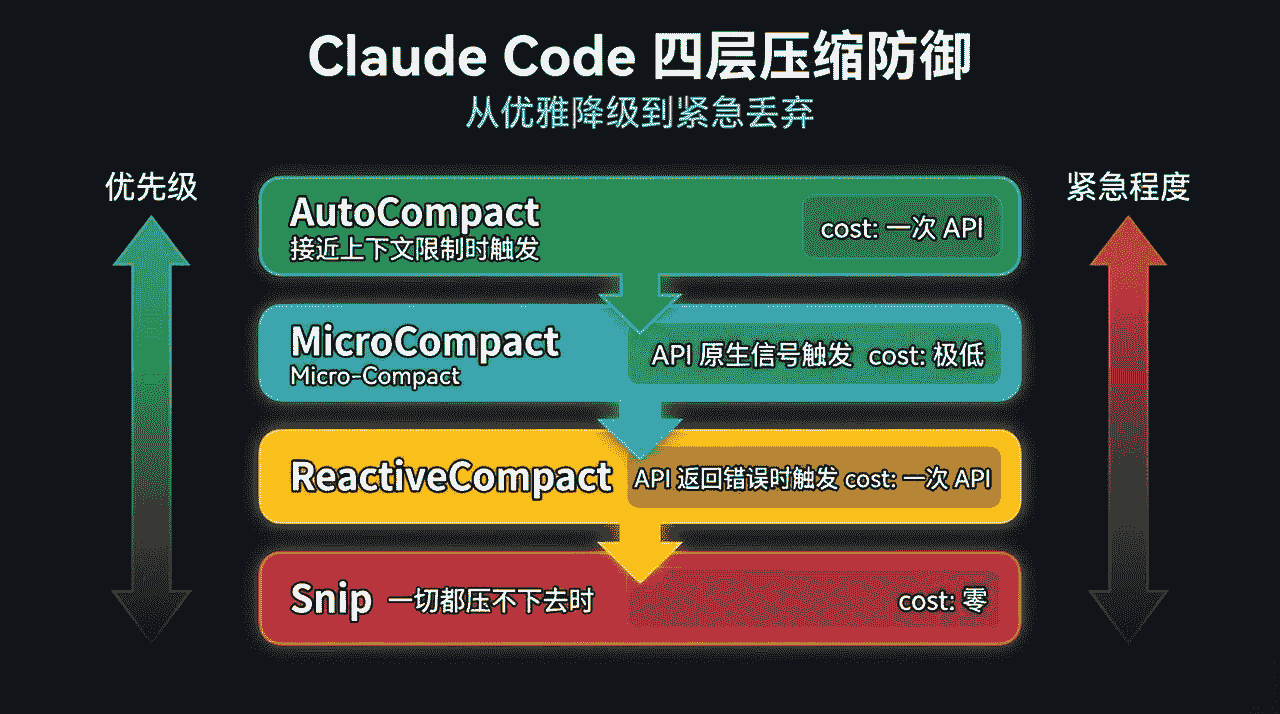 Claude Code 四层压缩防御
从优雅降级到紧急丢弃
优先级
紧急程度
AutoCompact
接近上下文限制时触发
cost: 一次 API
MicroCompact
Micro-Compact
API 原生信号触发 cost: 极低
ReactiveCompact
API 返回错误时触发 cost: 一次 API
Snip 一切都压不下去时
cost: 零